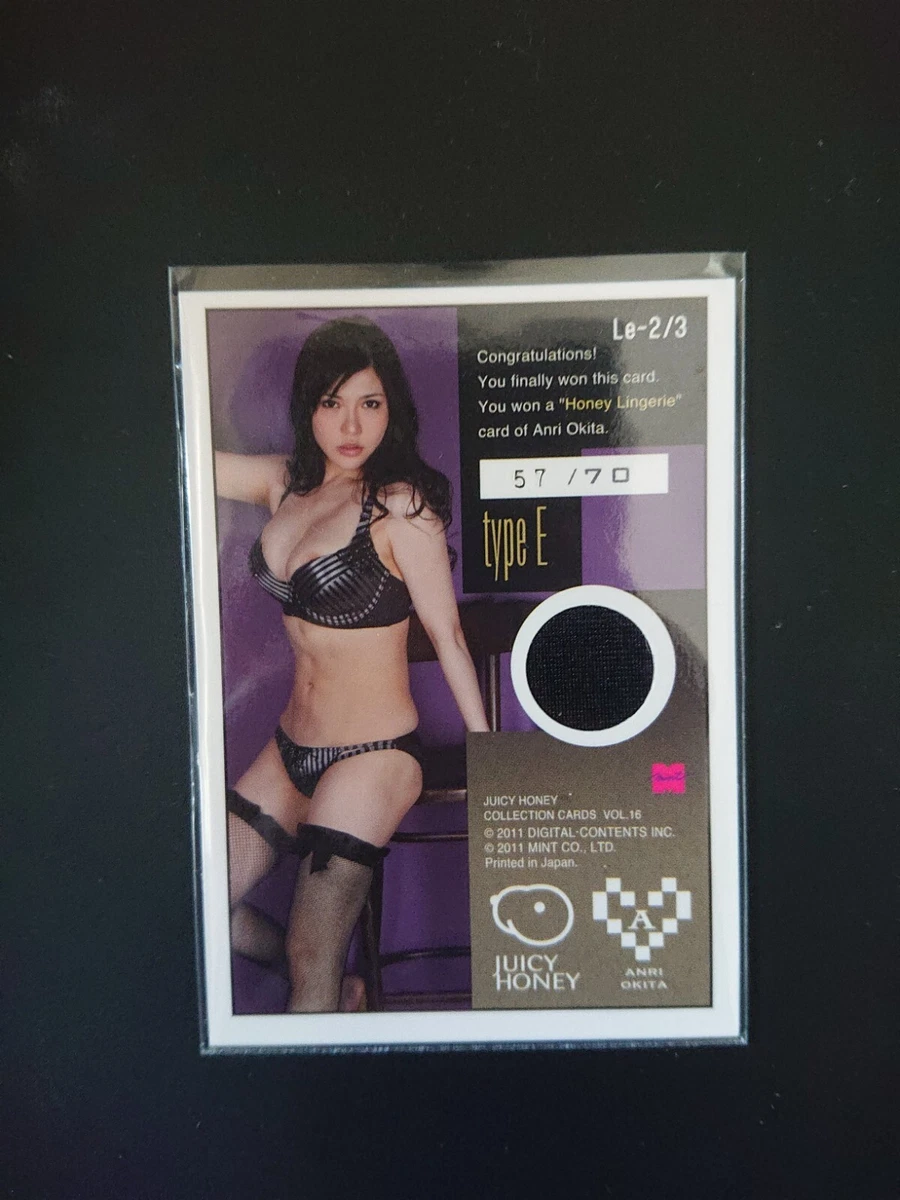 Le-2/3
Congratulations!
You finally won this card.
You won a "Honey Lingerie"
card of Anri Okita.
57 /70
type E
mint
JUICY HONEY
COLLECTION CARDS VOL.16
© 2011 DIGITAL-CONTENTS INC.
© 2011 MINT CO., LTD.
Printed in Japan.
JUICY
HONEY
A
ANRI
OKITA